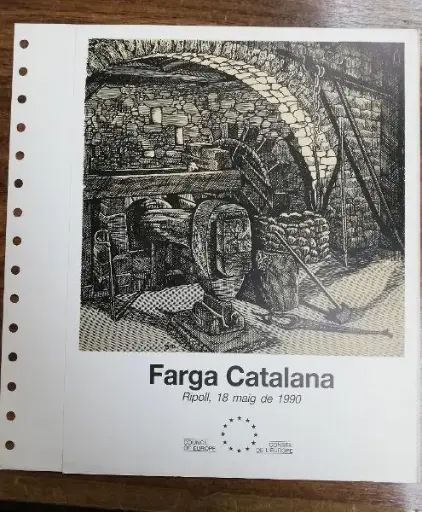 Farga Catalana
Ripoll, 18 maig de 1990
COUNCIL CONSEIL
OF EUROPE DE L'EUROPE